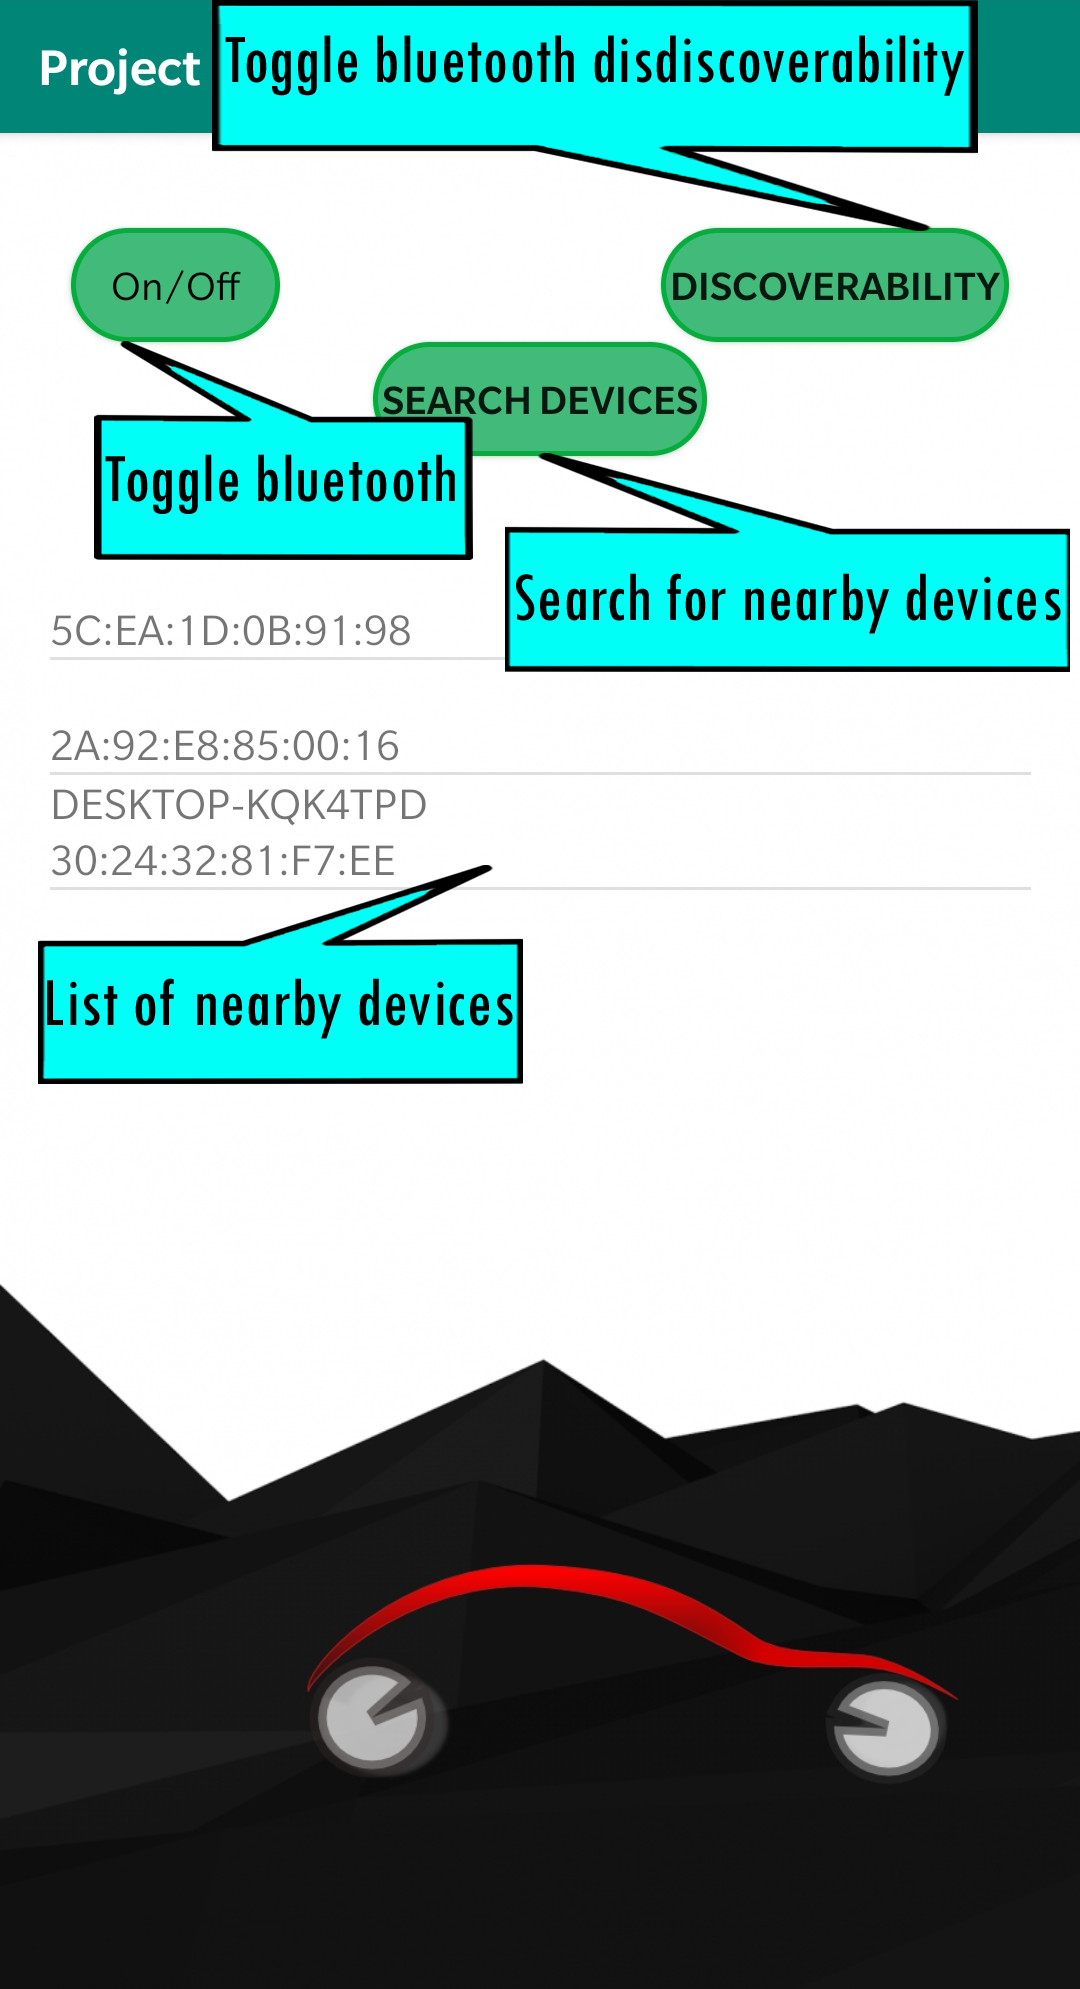 Project
Toggle bluetooth disdiscoverability
On/Off
DISCOVERABILITY
SEARCH DEVICES
Toggle bluetooth
Search for nearby devices
5C:EA:1D:0B:91:98
2A:92:E8:85:00:16
DESKTOP-KQK4TPD
30:24:32:81:F7:EE
List of nearby devices